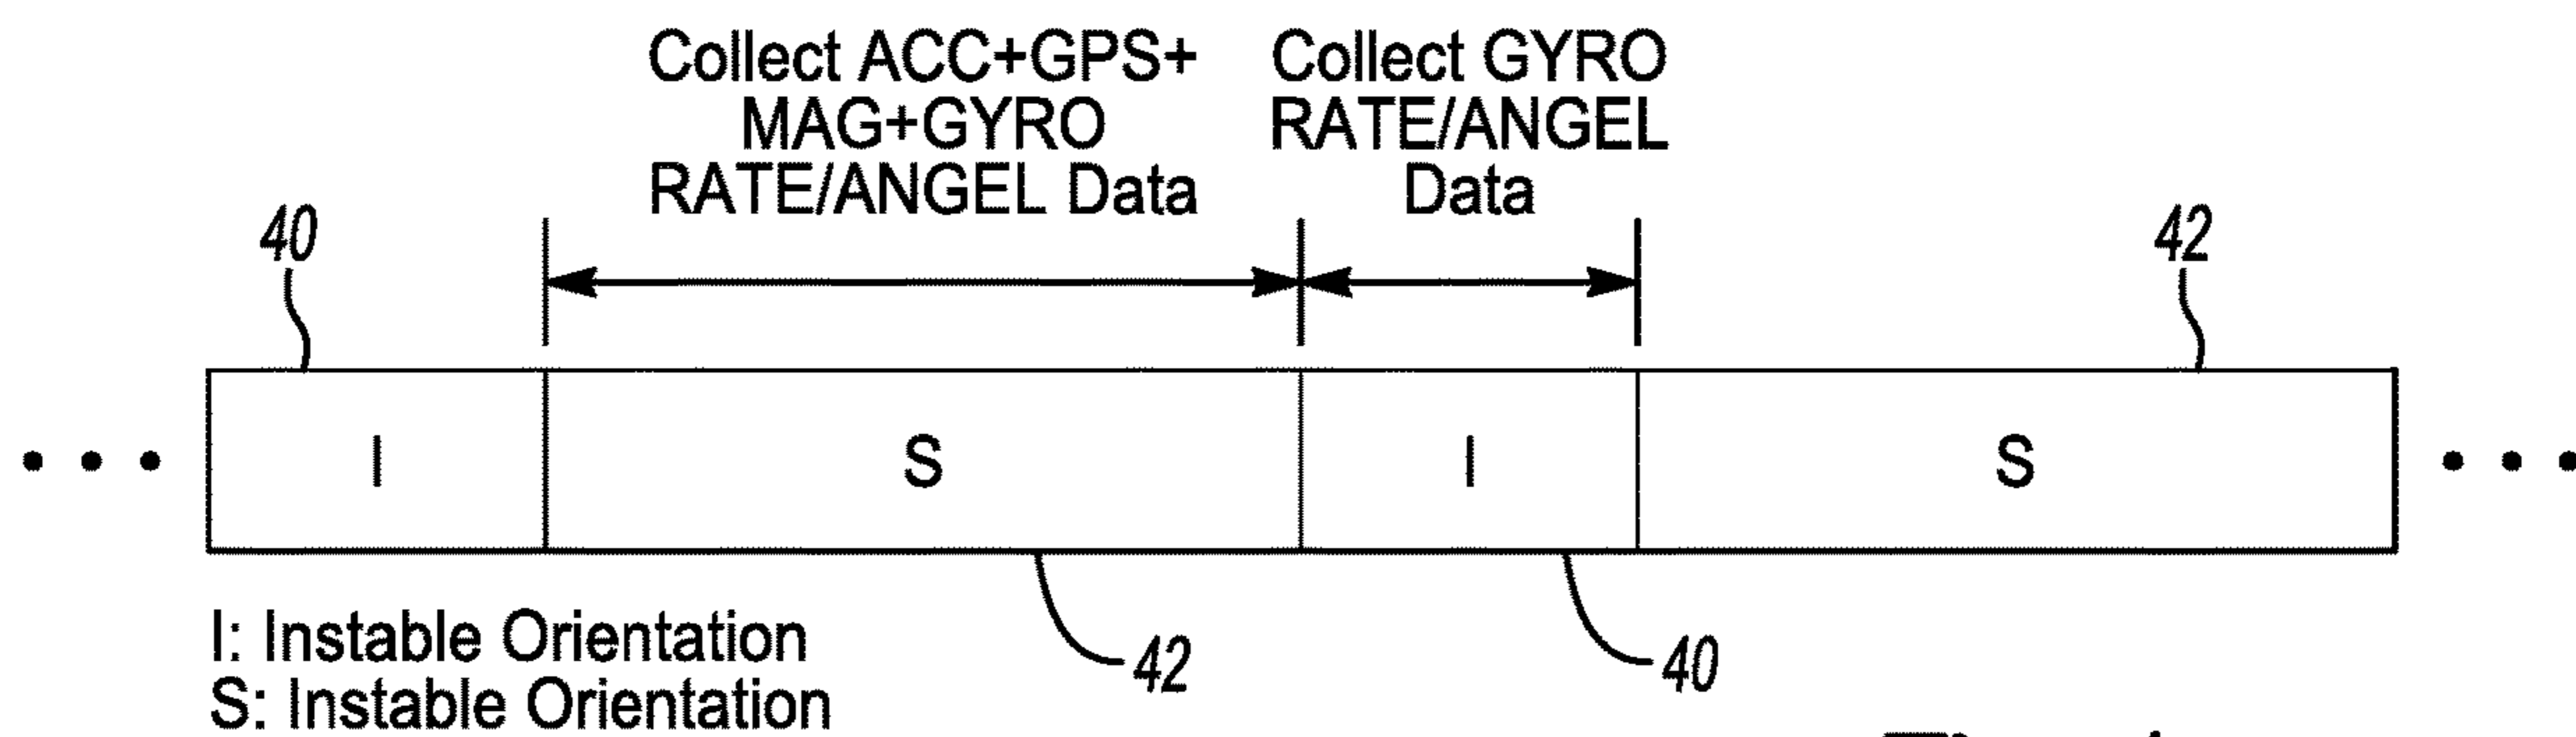 Collect ACC+GPS+
MAG+GYRO
RATE/ANGEL Data
Collect GYRO
RATE/ANGEL
Data
40
42
I
S
I
S
42
40
I: Instable Orientation
S: Instable Orientation